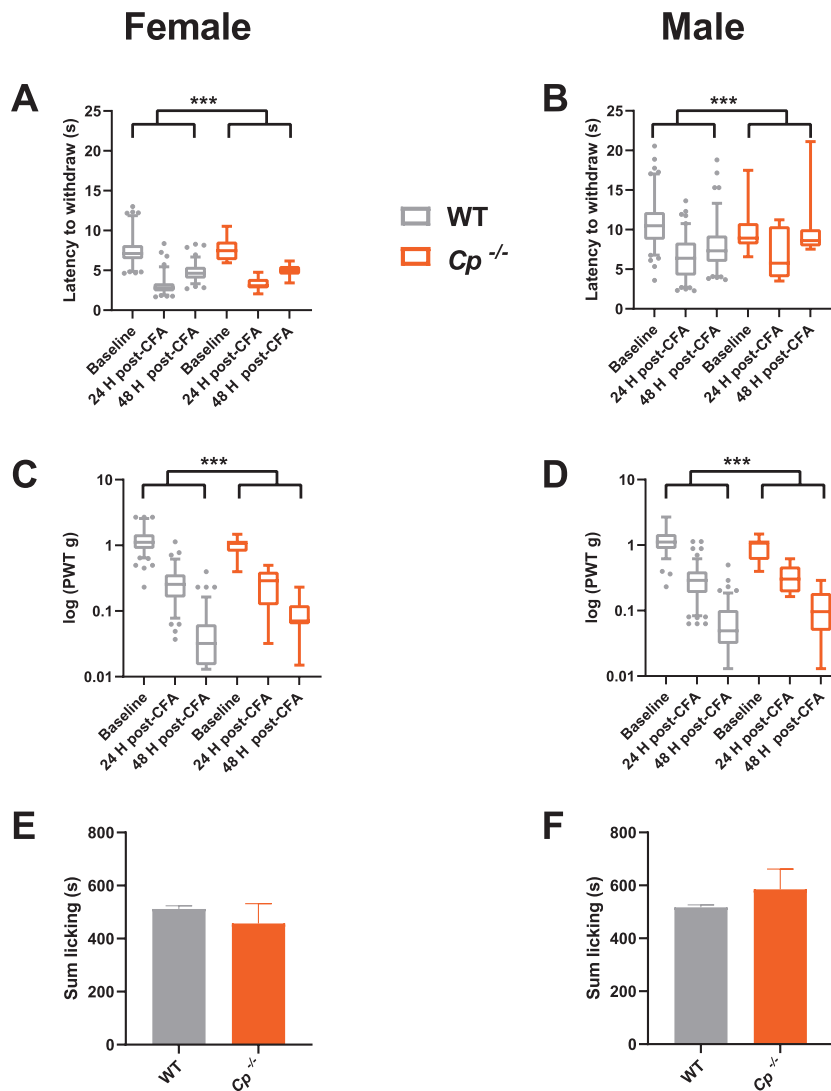 Female
Male
A
Latency to withdraw (s)
25
20
15
10
5
0
***
Baseline
24 H post-CFA
48 H post-CFA
Baseline
24 H post-CFA
48 H post-CFA
WT
Cp -/-
B
Latency to withdraw (s)
25
20
15
10
5
0
***
Baseline
24 H post-CFA
48 H post-CFA
Baseline
24 H post-CFA
48 H post-CFA
C
log (PWT g)
10
1
0.1
0.01
***
Baseline
24 H post-CFA
48 H post-CFA
Baseline
24 H post-CFA
48 H post-CFA
D
log (PWT g)
10
1
0.1
0.01
***
Baseline
24 H post-CFA
48 H post-CFA
Baseline
24 H post-CFA
48 H post-CFA
E
Sum licking (s)
800
600
400
200
0
WT
Cp -/-
F
Sum licking (s)
800
600
400
200
0
WT
Cp -/-